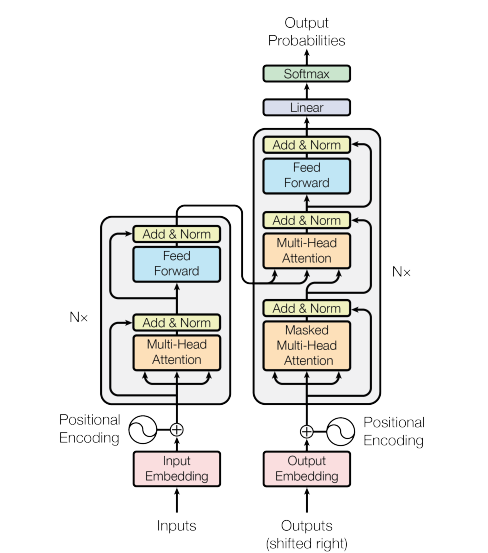 Output
Probabilities
Softmax
Linear
Add & Norm
Feed
Forward
Add & Norm
Multi-Head
Attention
Add & Norm
Masked
Multi-Head
Attention
N×
Add & Norm
Feed
Forward
N×
Add & Norm
Multi-Head
Attention
Positional
Encoding
Positional
Encoding
Input
Embedding
Output
Embedding
Inputs
Outputs
(shifted right)